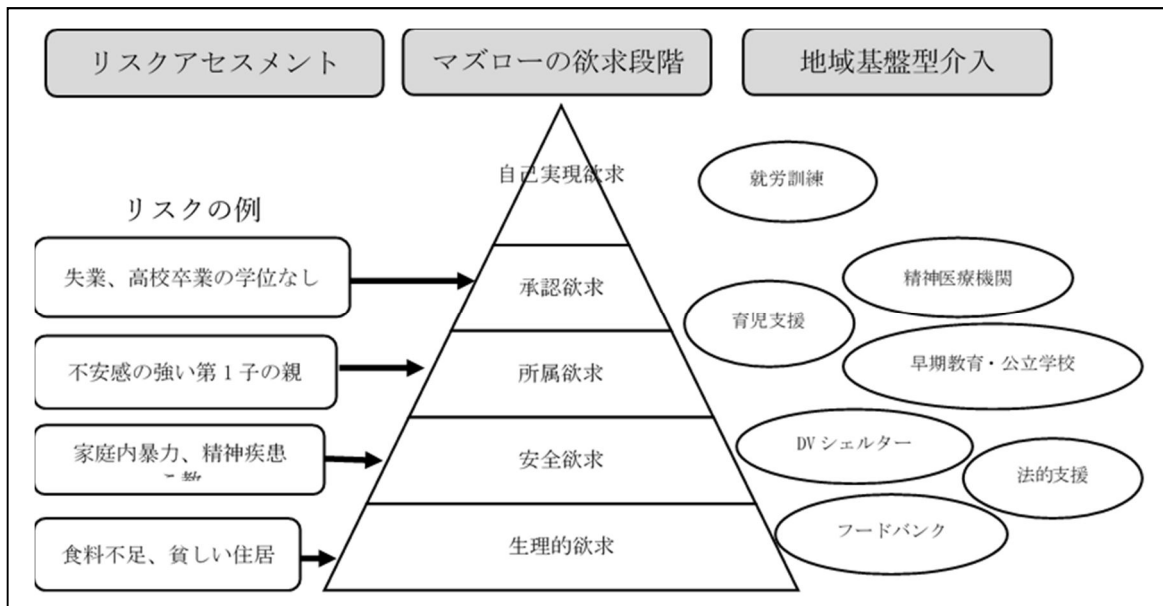 リスクアセスメント
マズローの欲求段階
地域基盤型介入
リスクの例
失業、高校卒業の学位なし
不安感の強い第1子の親
家庭内暴力、精神疾患
食料不足、貧しい住居
自己実現欲求
承認欲求
所属欲求
安全欲求
生理的欲求
就労訓練
精神医療機関
育児支援
早期教育・公立学校
DVシェルター
法的支援
フードバンク